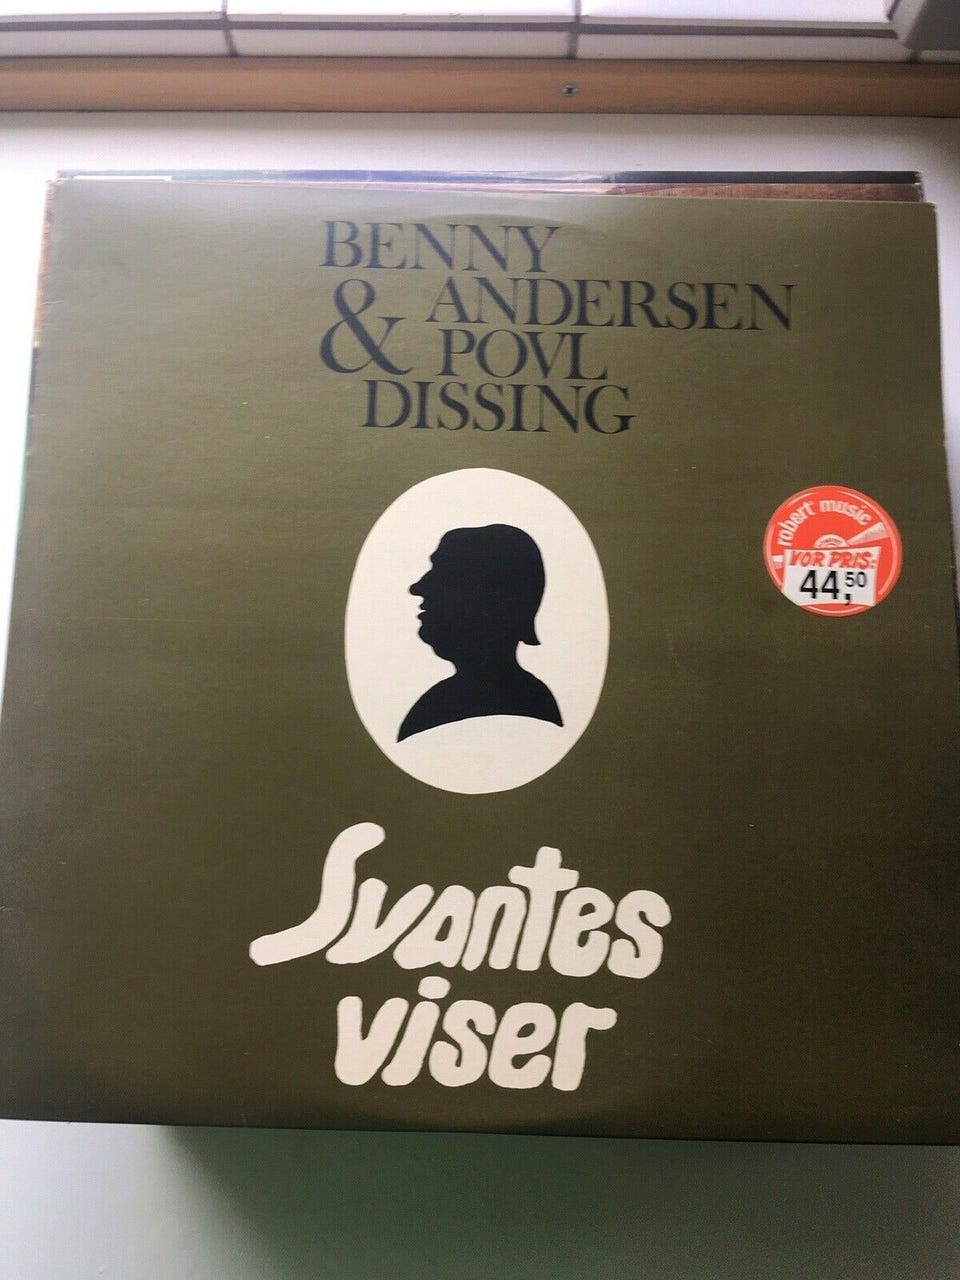 BENNY
ANDERSEN
& POVL
DISSING
robert music
VOR PRIS:
44,50
Svantes
viser